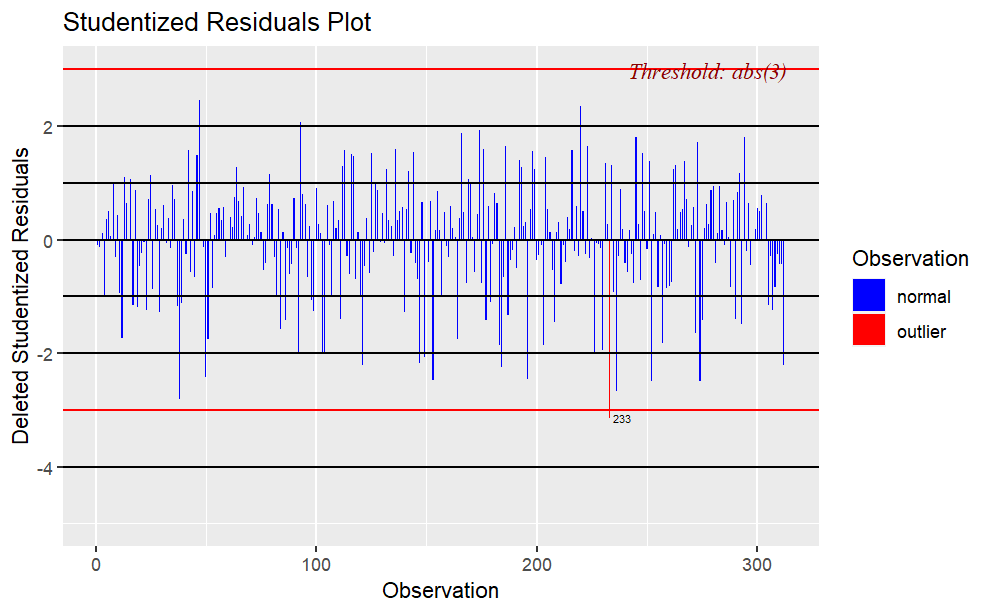 Studentized Residuals Plot
Threshold: abs(3)
Deleted Studentized Residuals
2
0
-2
-4
233
0
100
200
300
Observation
Observation
normal
outlier